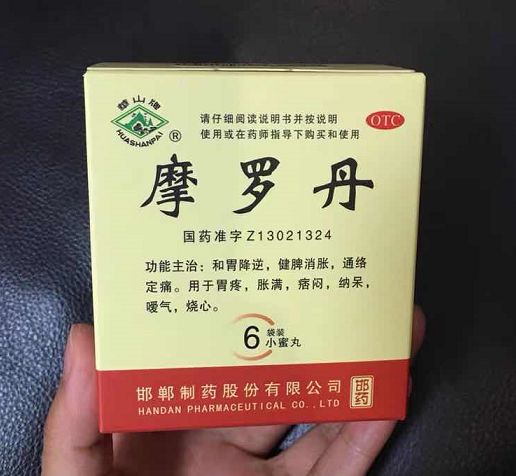 華山牌
HUASHANPAI
®
请仔细阅读说明书并按说明
使用或在药师指导下购买和使用
OTC
摩罗丹
国药准字Z13021324
功能主治：和胃降逆，健脾消胀，通络
定痛。用于胃疼，胀满，痞闷，纳呆，
嗳气，烧心。
6袋装
小蜜丸
邯郸制药股份有限公司
HANDAN PHARMACEUTICAL CO.,LTD
邯药